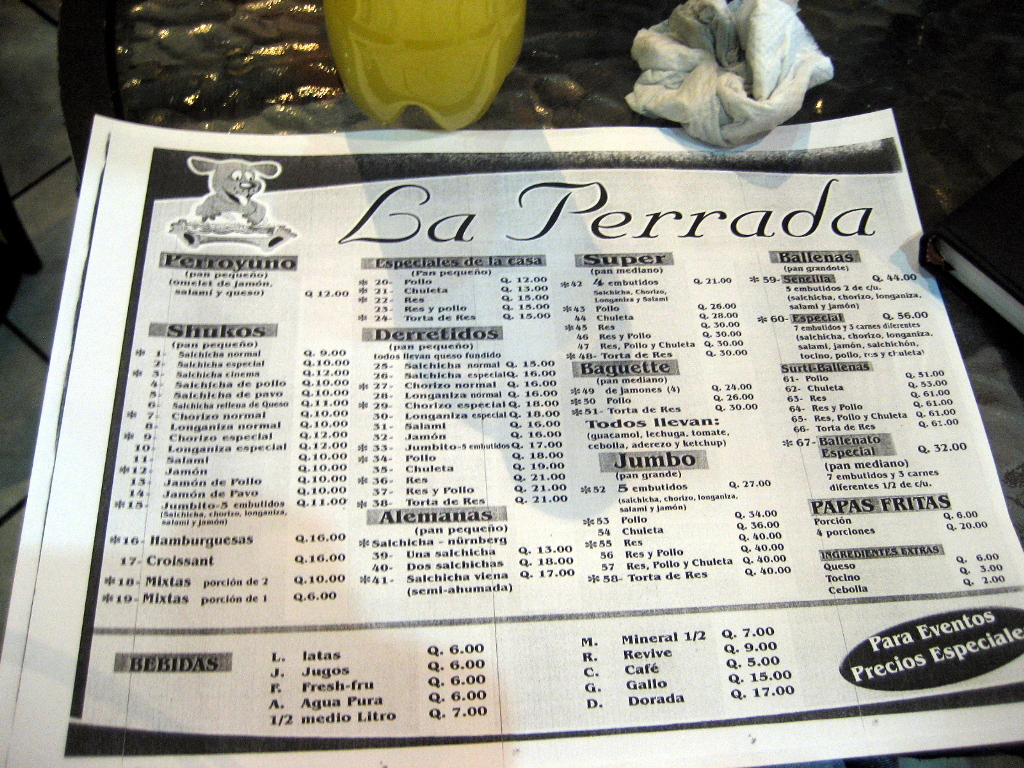 La Perrada
Perroyuno
(pan pequeño)
(omelet de jamón,
salami y queso) Q 12.00
Shukos
(pan pequeño)
* 1- Salchicha normal Q. 9.00
2- Salchicha especial Q.10.00
* 3- Salchicha cinema Q.12.00
4- Salchicha de pollo Q.10.00
5- Salchicha de pavo Q.10.00
6- Salchicha rellena de Queso Q.11.00
* 7- Chorizo normal Q.10.00
8- Longaniza normal Q.10.00
* 9- Chorizo especial Q.12.00
10- Longaniza especial Q.12.00
11- Salami Q.10.00
*12- Jamón Q.10.00
13- Jamón de Pollo Q.10.00
14- Jamón de Pavo Q.10.00
*15- Jumbito-5 embutidos Q.11.00
(Salchicha, chorizo, longaniza,
salami y jamón)
*16- Hamburguesas Q.16.00
17- Croissant Q.16.00
*18- Mixtas porción de 2 Q.10.00
*19- Mixtas porción de 1 Q.6.00
Especiales de la casa
(Pan pequeño)
* 20- Pollo Q. 12.00
* 21- Chuleta Q. 13.00
* 22- Res Q. 15.00
23- Res y pollo Q. 15.00
* 24- Torta de Res Q. 15.00
Derretidos
(pan pequeño)
todos llevan queso fundido
25- Salchicha normal Q. 15.00
26- Salchicha especial Q. 16.00
* 27- Chorizo normal Q. 16.00
28- Longaniza normal Q. 16.00
* 29- Chorizo especial Q. 18.00
30- Longaniza especial Q. 18.00
31- Salami Q. 16.00
32- Jamón Q. 16.00
* 33- Jumbito-5 embutidos Q. 17.00
* 34- Pollo Q. 18.00
35- Chuleta Q. 19.00
* 36- Res Q. 21.00
37- Res y Pollo Q. 21.00
* 38- Torta de Res Q. 21.00
Alemanas
(pan pequeño)
*Salchicha - nürnberg
39- Una salchicha Q. 13.00
40- Dos salchichas Q. 18.00
*41- Salchicha viena Q. 17.00
(semi-ahumada)
Super
(pan mediano)
*42 4 embutidos Q. 21.00
Salchicha, Chorizo,
Longaniza y Salami
*43 Pollo Q. 26.00
44 Chuleta Q. 28.00
*45 Res Q. 30.00
46 Res y Pollo Q. 30.00
47 Res, Pollo y Chuleta Q. 30.00
*48- Torta de Res Q. 30.00
Baguette
(pan mediano)
*49 de jamones (4) Q. 24.00
*50 Pollo Q. 26.00
*51- Torta de Res Q. 30.00
Todos llevan:
(guacamol, lechuga, tomate,
cebolla, aderezo y ketchup)
Jumbo
(pan grande)
*52 5 embutidos Q. 27.00
(salchicha, chorizo, longaniza,
salami y jamón)
*53 Pollo Q. 34.00
54 Chuleta Q. 36.00
*55 Res Q. 40.00
56 Res y Pollo Q. 40.00
57 Res, Pollo y Chuleta Q. 40.00
*58- Torta de Res Q. 40.00
Ballenas
(pan grandote)
* 59- Sencilla Q. 44.00
5 embutidos 2 de c/u.
(salchicha, chorizo, longaniza,
salami y jamón)
* 60- Especial Q. 56.00
7 embutidos y 3 carnes diferentes
(salchicha, chorizo, longaniza,
salami, jamón, salchichón,
tocino, pollo, res y chuleta)
Surti-Ballenas
61- Pollo Q. 51.00
62- Chuleta Q. 53.00
63- Res Q. 61.00
64- Res y Pollo Q. 61.00
65- Res, Pollo y Chuleta Q. 61.00
66- Torta de Res Q. 61.00
* 67- Ballenato
Especial Q. 32.00
(pan mediano)
7 embutidos y 3 carnes
diferentes 1/2 de c/u.
PAPAS FRITAS
Porción Q. 6.00
4 porciones Q. 20.00
INGREDIENTES EXTRAS
Queso Q. 6.00
Tocino Q. 3.00
Cebolla Q. 2.00
BEBIDAS
L. latas Q. 6.00
J. Jugos Q. 6.00
F. Fresh-fru Q. 6.00
A. Agua Pura Q. 6.00
1/2 medio Litro Q. 7.00
M. Mineral 1/2 Q. 7.00
R. Revive Q. 9.00
C. Café Q. 5.00
G. Gallo Q. 15.00
D. Dorada Q. 17.00
Para Eventos
Precios Especiale